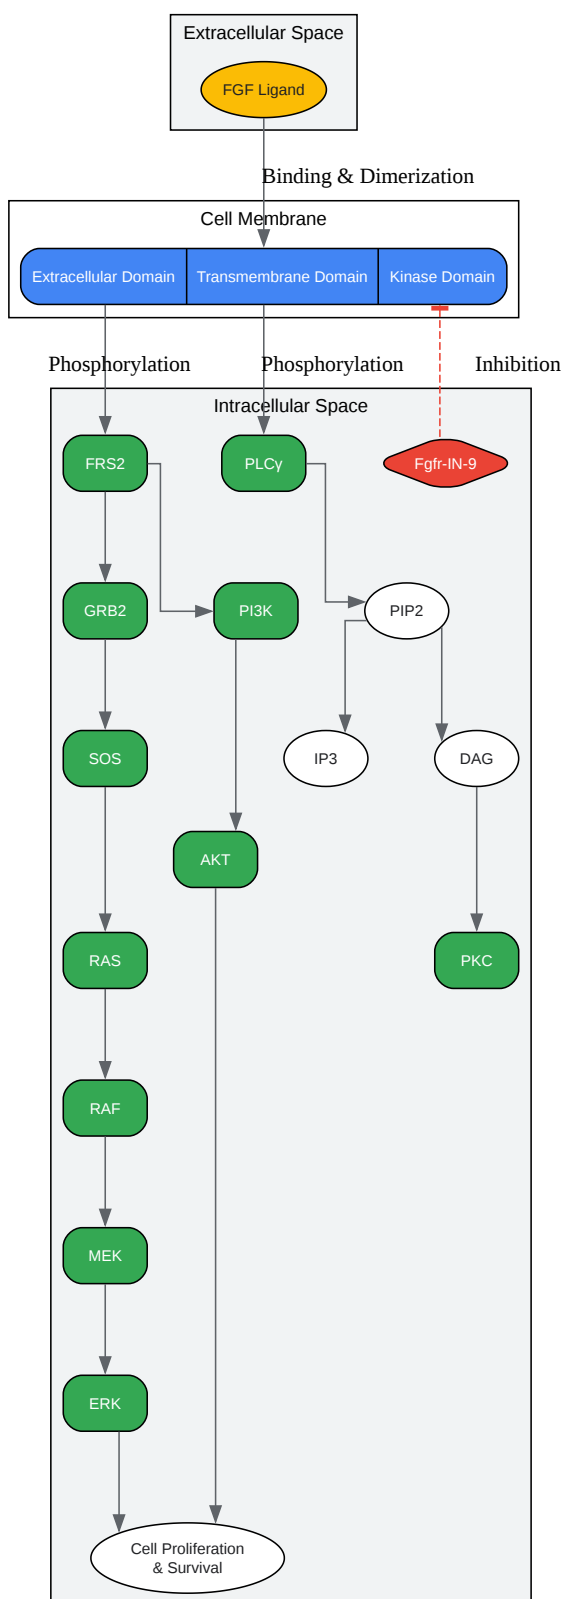 Extracellular Space
FGF Ligand
Binding & Dimerization
Cell Membrane
Extracellular Domain
Transmembrane Domain
Kinase Domain
Phosphorylation
Phosphorylation
Inhibition
Intracellular Space
FRS2
PLCγ
Fgfr-IN-9
GRB2
PI3K
PIP2
SOS
IP3
DAG
AKT
RAS
PKC
RAF
MEK
ERK
Cell Proliferation
& Survival